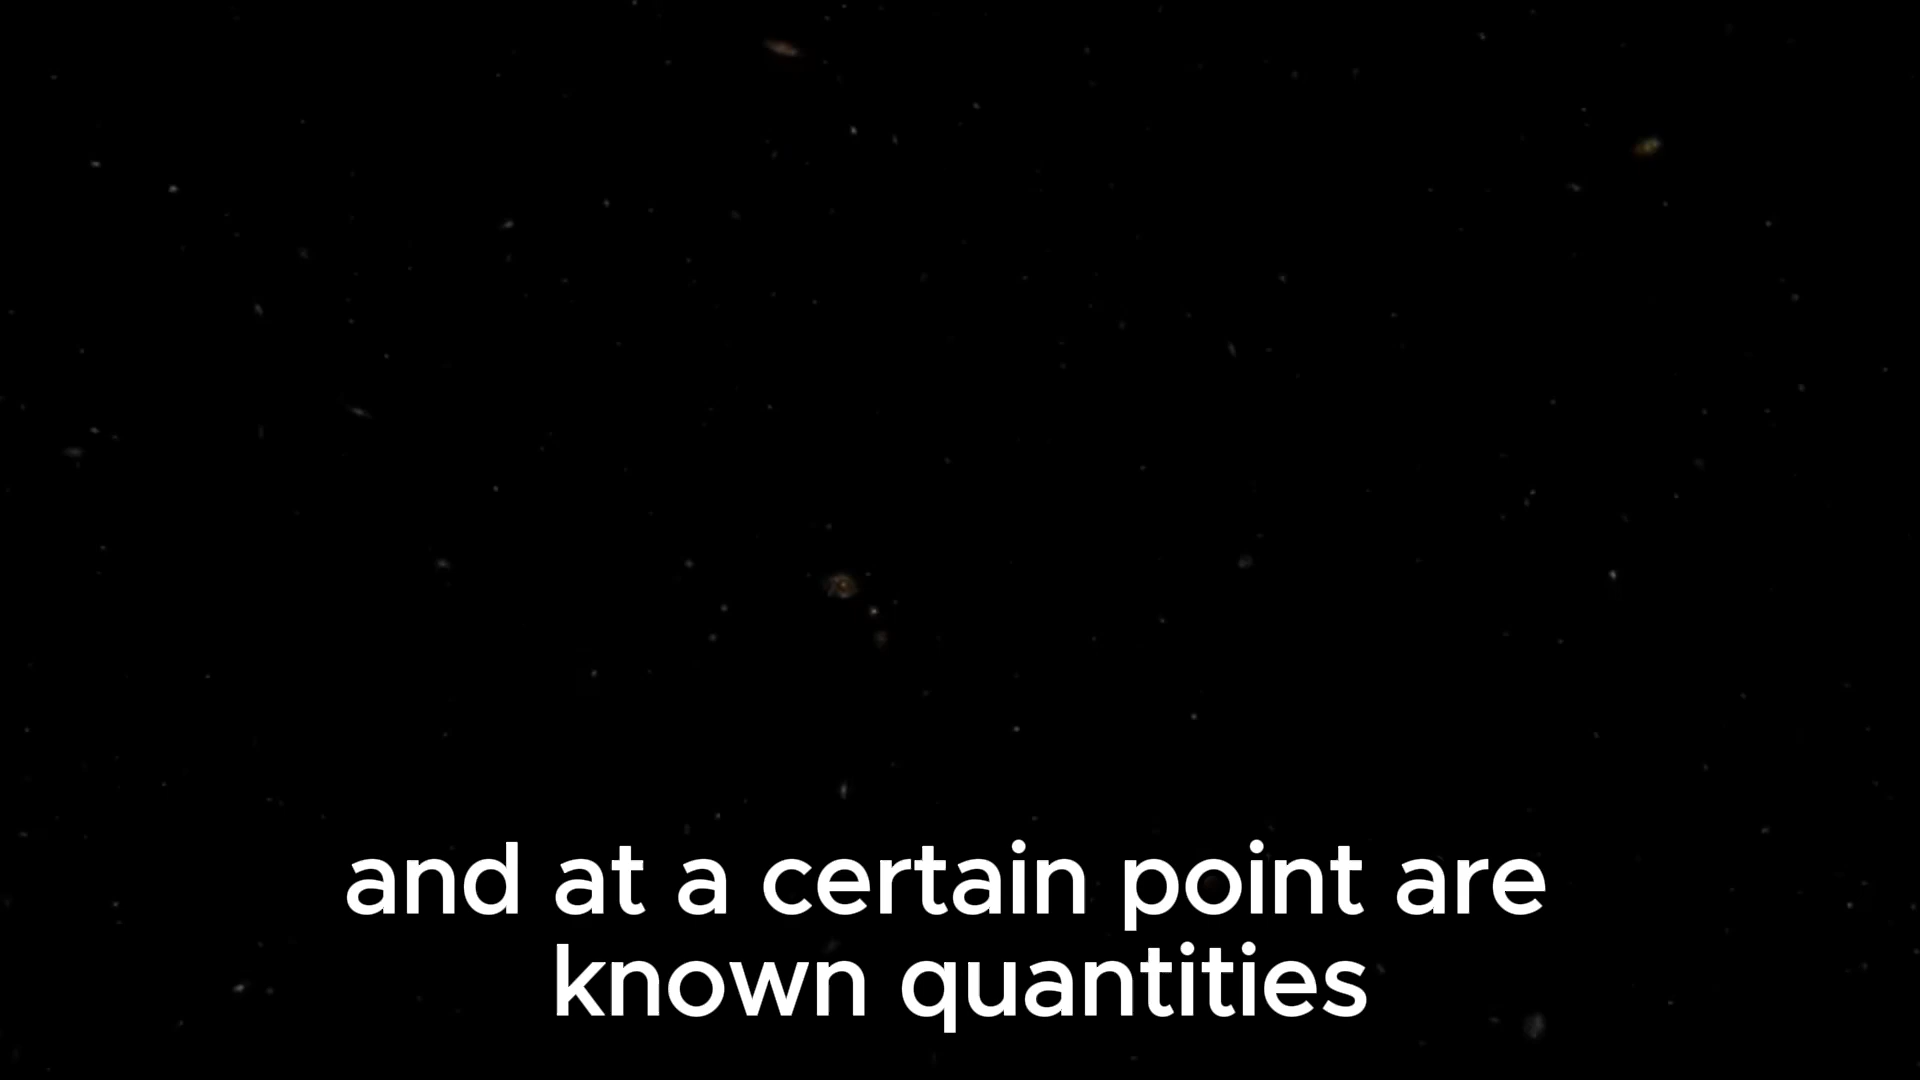 and at a certain point are
known quantities